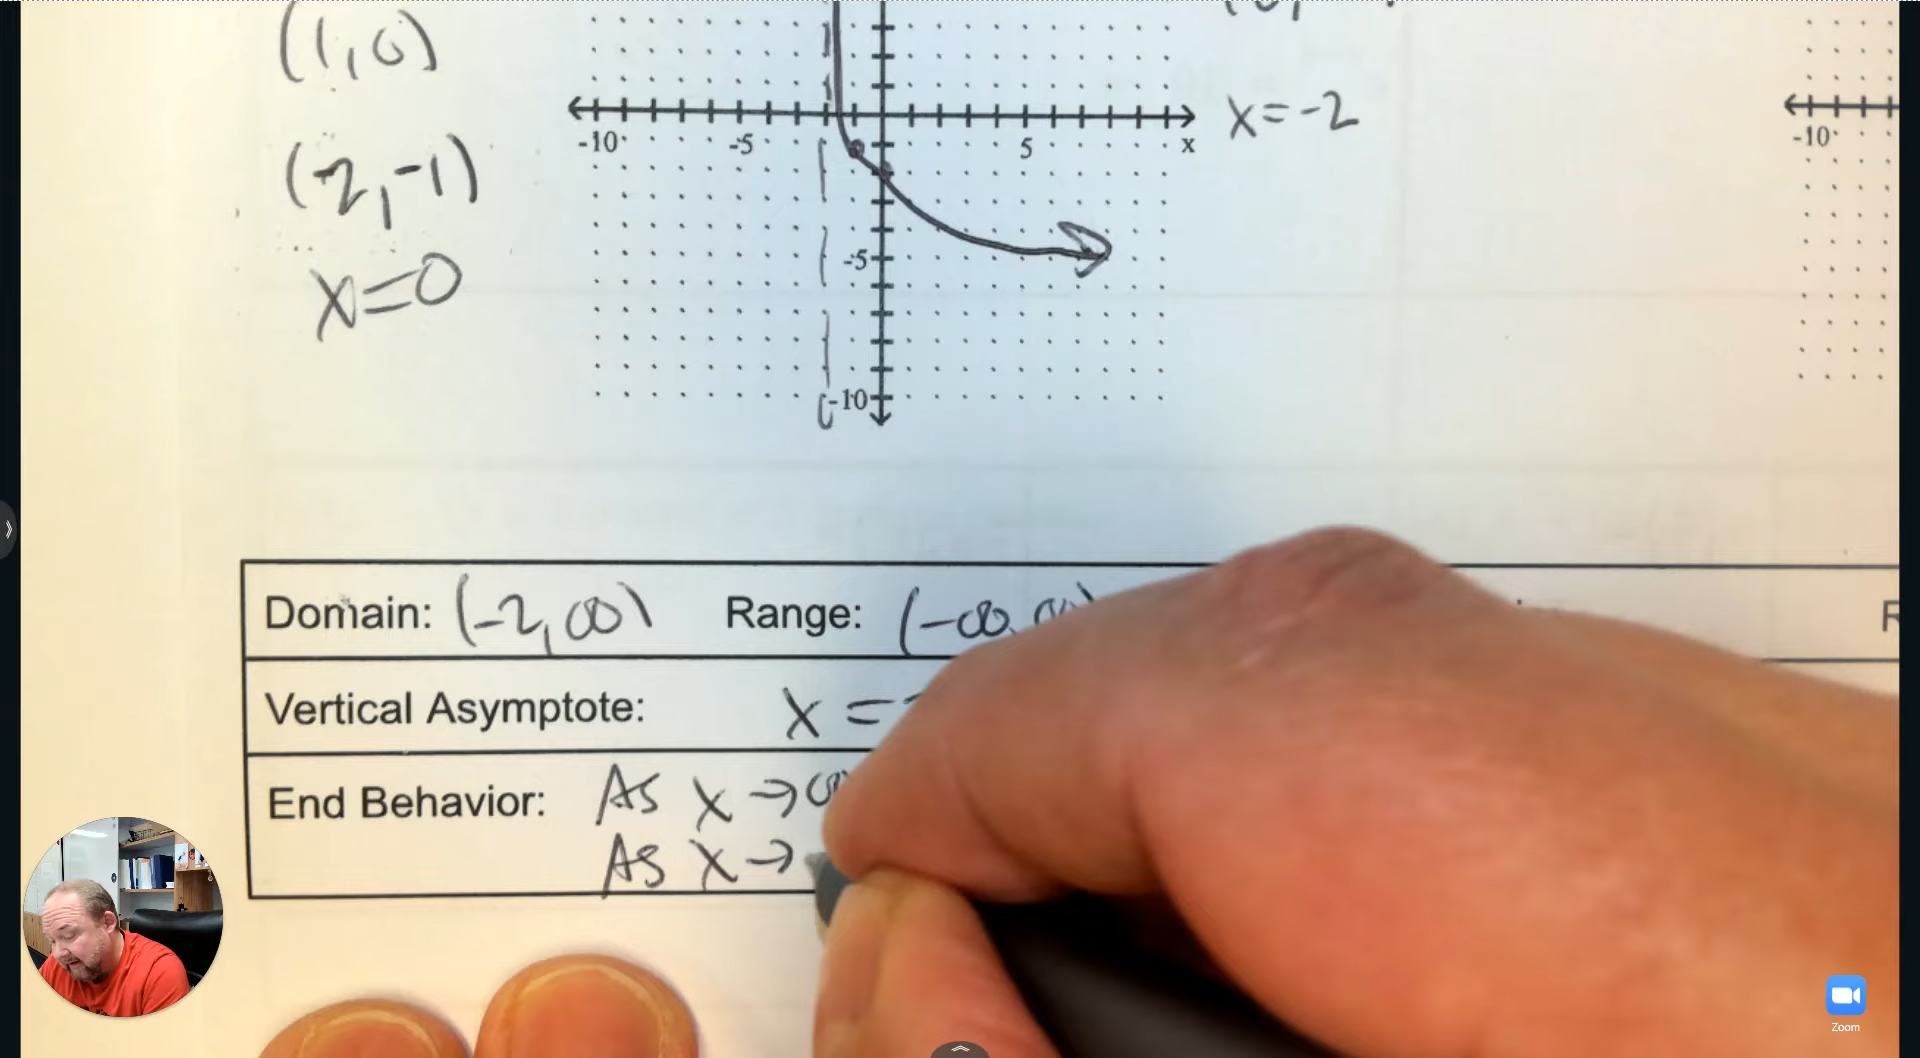 (1,0)
-10 -5 5 x
x=-2
-10
(2,-1)
x=0
-5
-10
Domain: (-2,∞) Range: (-∞,∞)
Vertical Asymptote: x =
End Behavior: As x →∞
As x →
Zoom